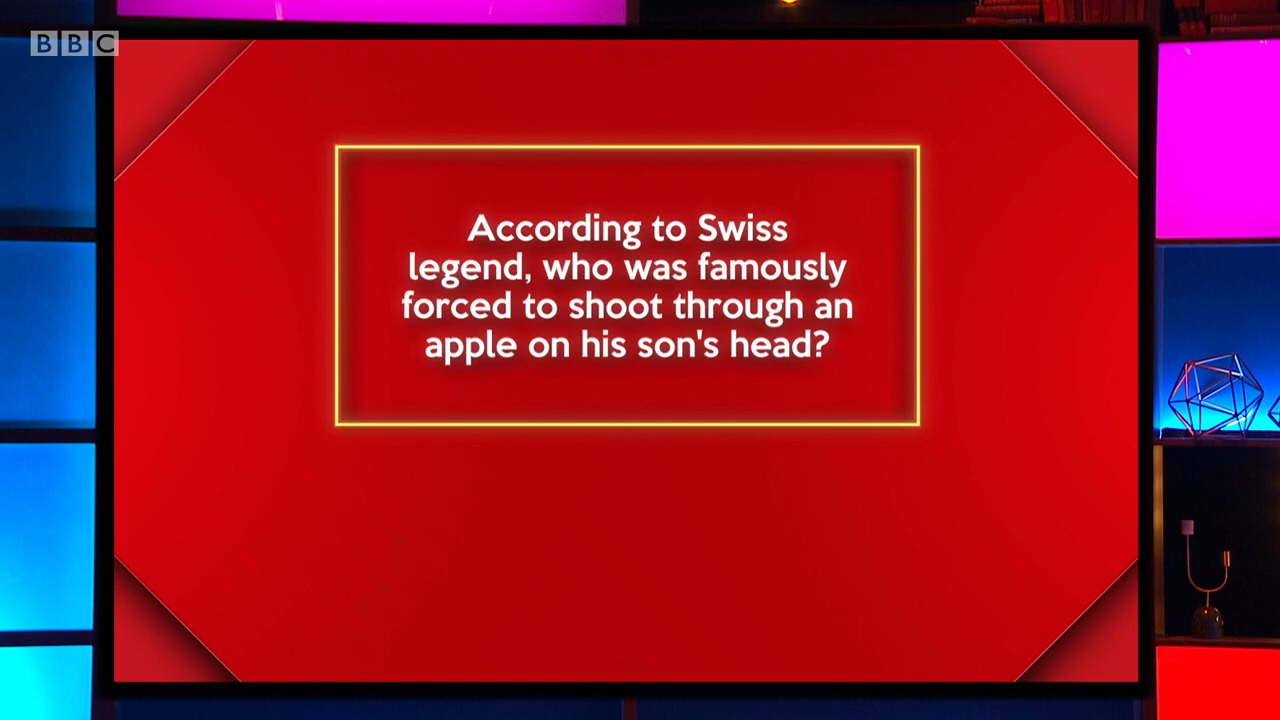 BBC
According to Swiss
legend, who was famously
forced to shoot through an
apple on his son's head?